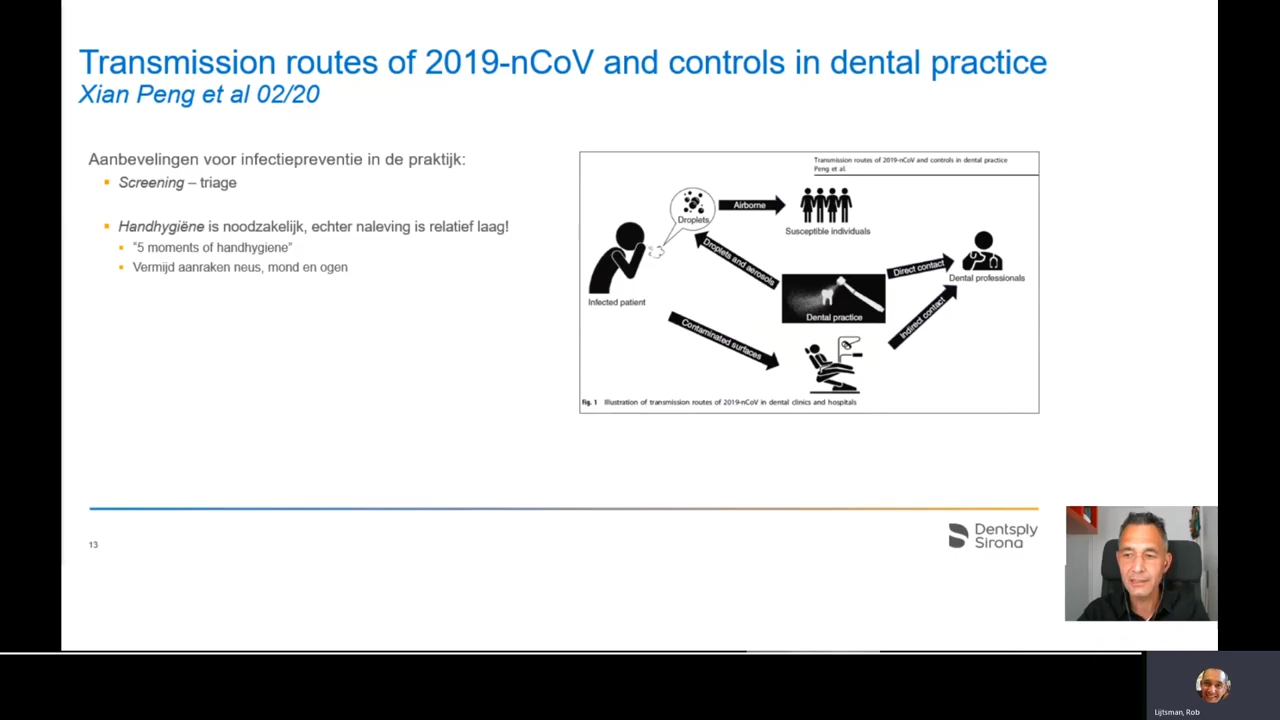 Transmission routes of 2019-nCoV and controls in dental practice
Xian Peng et al 02/20
Aanbevelingen voor infectiepreventie in de praktijk:
Screening – triage
Handhygiëne is noodzakelijk, echter naleving is relatief laag!
"5 moments of handhygiene"
Vermijd aanraken neus, mond en ogen
Transmission routes of 2019-nCoV and controls in dental practice
Peng et al.
Droplets
Airborne
Susceptible individuals
Infected patient
Droplets and aerosols
Dental practice
Direct contact
Dental professionals
Contaminated surfaces
Indirect contact
Fig. 1 Illustration of transmission routes of 2019-nCoV in dental clinics and hospitals
13
Dentsply
Sirona
Lijtsman, Rob